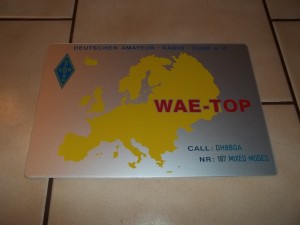 DEUTSCHER AMATEUR - RADIO - CLUB e.V.
WAE-TOP
CALL: DH8BQA
NR: 187 MIXED MODES